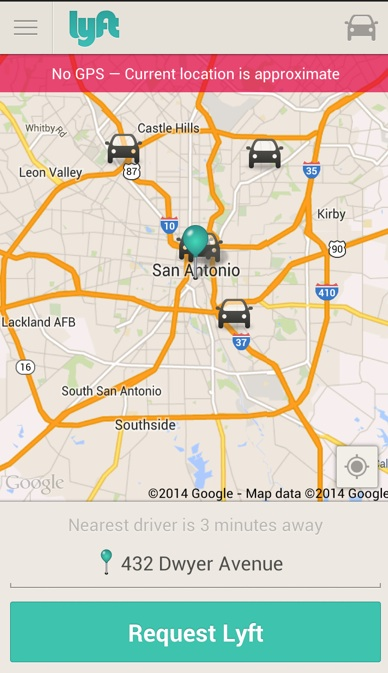 lyft
No GPS — Current location is approximate
Whitby Rd
Castle Hills
Leon Valley
87
35
Kirby
10
90
San Antonio
410
Lackland AFB
37
16
South San Antonio
Southside
Google
©2014 Google - Map data ©2014 Google
Nearest driver is 3 minutes away
432 Dwyer Avenue
Request Lyft